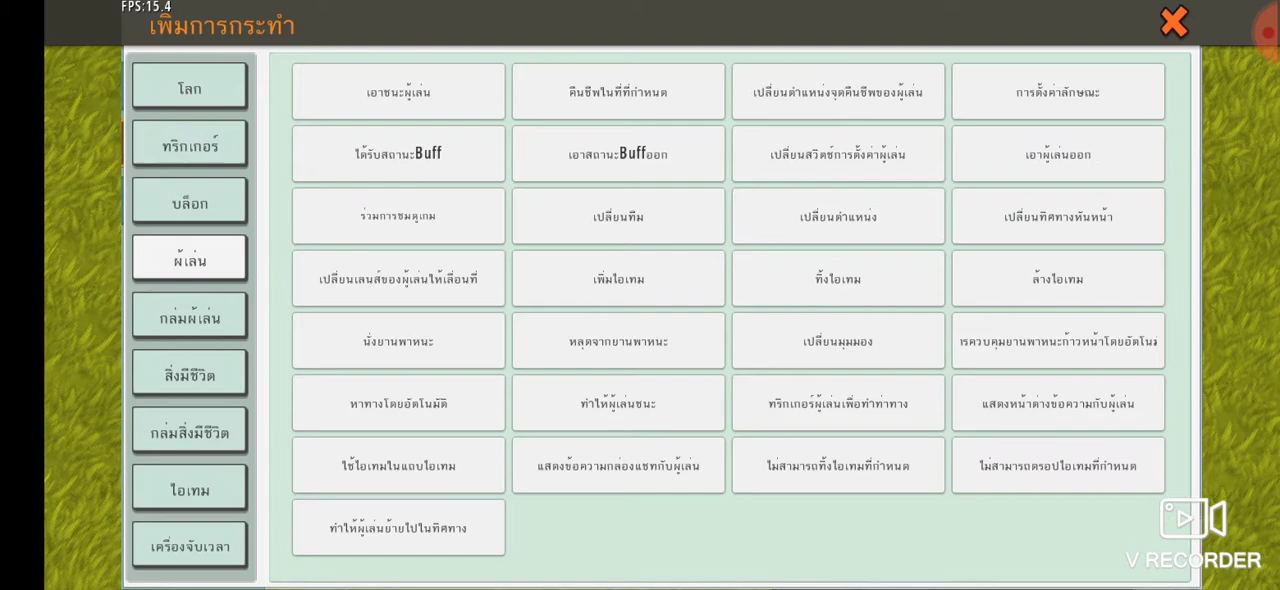 FPS:15.4
เพิ่มการกระทำ
โลก
ทริกเกอร์
บล็อก
ผู้เล่น
กลุ่มผู้เล่น
สิ่งมีชีวิต
กลุ่มสิ่งมีชีวิต
ไอเทม
เครื่องจับเวลา
เอาชนะผู้เล่น
คืนชีพในที่ที่กำหนด
เปลี่ยนตำแหน่งจุดคืนชีพของผู้เล่น
การตั้งค่าลักษณะ
ได้รับสถานะBuff
เอาสถานะBuffออก
เปลี่ยนสวิตช์การตั้งค่าผู้เล่น
เอาผู้เล่นออก
ร่วมการชมดูเกม
เปลี่ยนทีม
เปลี่ยนตำแหน่ง
เปลี่ยนทิศทางหันหน้า
เปลี่ยนเลนส์ของผู้เล่นให้เลื่อนที่
เพิ่มไอเทม
ทิ้งไอเทม
ล้างไอเทม
นั่งยานพาหนะ
หลุดจากยานพาหนะ
เปลี่ยนมุมมอง
ารควบคุมยานพาหนะก้าวหน้าโดยอัตโนมั
หาทางโดยอัตโนมัติ
ทำให้ผู้เล่นชนะ
ทริกเกอร์ผู้เล่นเพื่อทำท่าทาง
แสดงหน้าต่างข้อความกับผู้เล่น
ใช้ไอเทมในแถบไอเทม
แสดงข้อความกล่องแชทกับผู้เล่น
ไม่สามารถทิ้งไอเทมที่กำหนด
ไม่สามารถดรอปไอเทมที่กำหนด
ทำให้ผู้เล่นย้ายไปในทิศทาง
V RECORDER